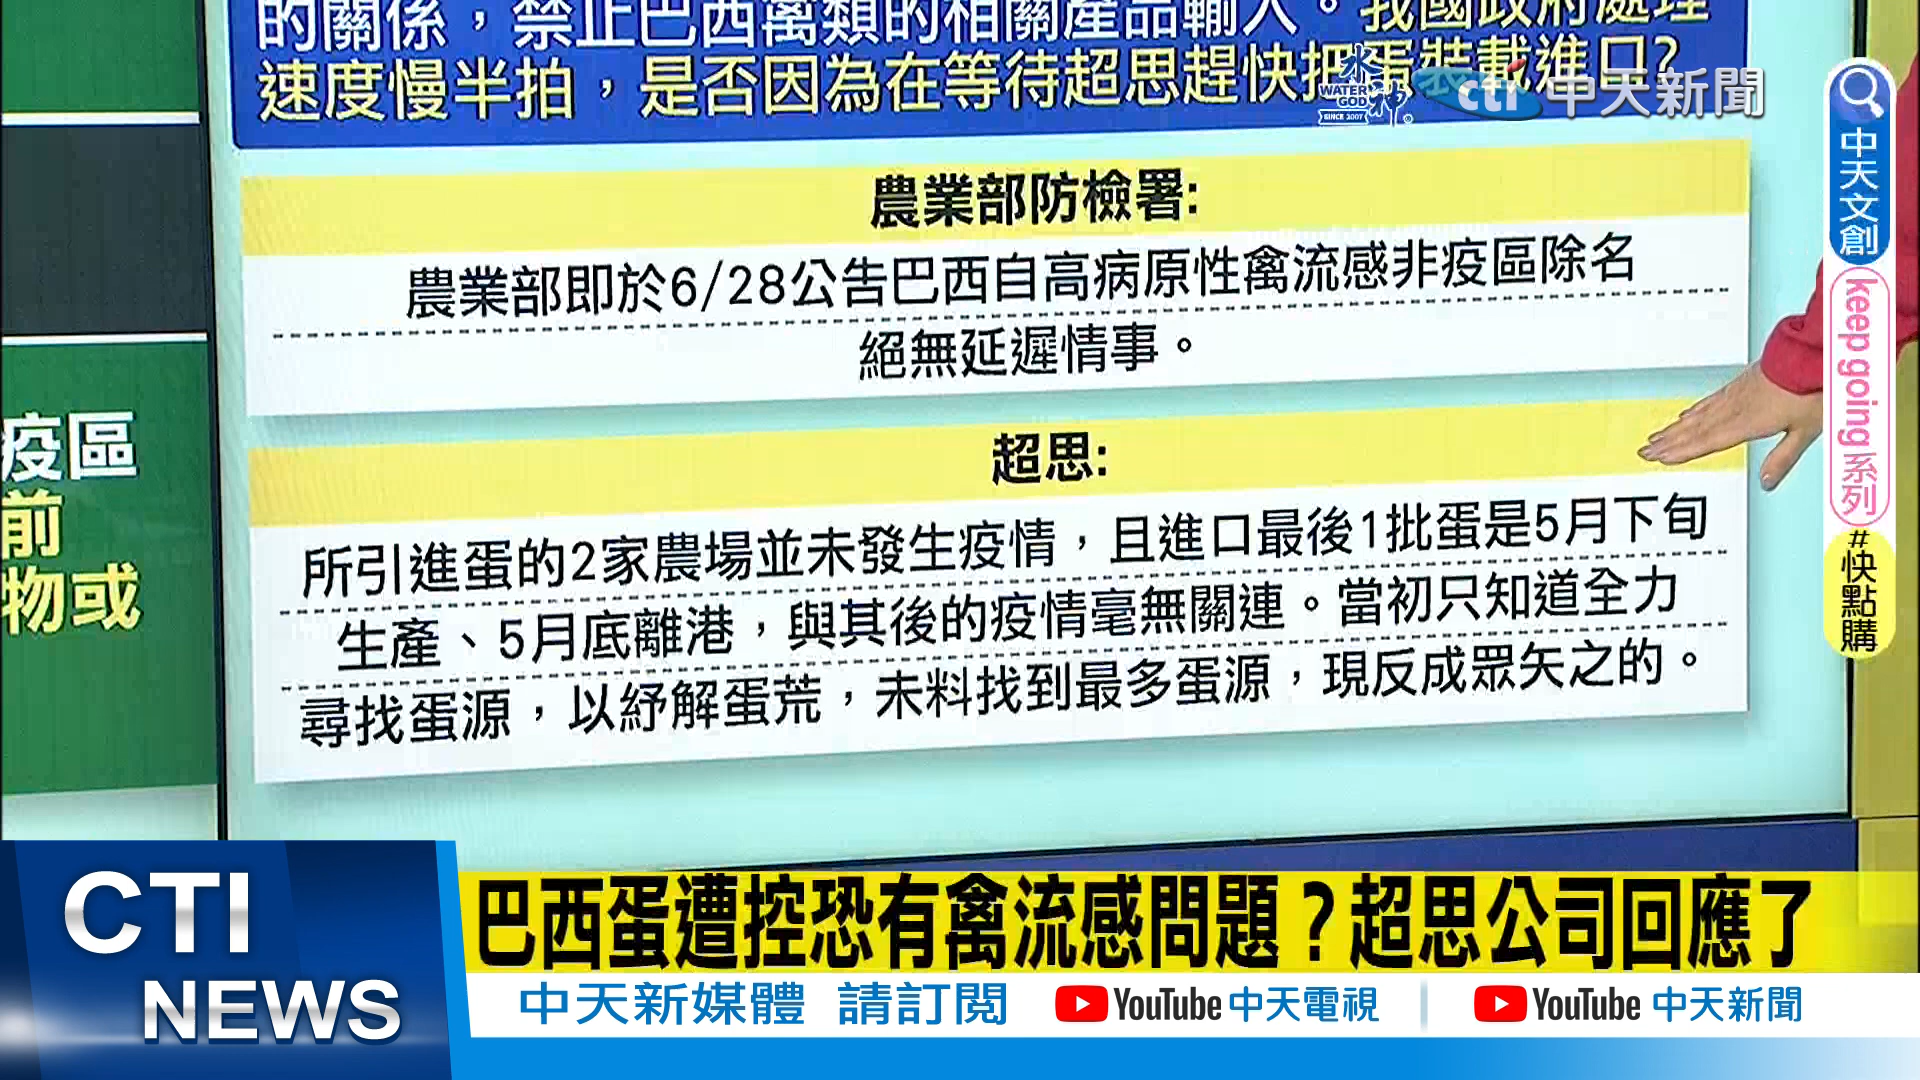 的關係，禁止巴西禽類的相關產品輸入。我國政府處理
速度慢半拍，是否因為在等待超思趕快把蛋裝載進口?
水神
WATER GOD
SINCE 2007
cti 中天新聞
農業部防檢署:
農業部即於6/28公告巴西自高病原性禽流感非疫區除名
絕無延遲情事。
超思:
所引進蛋的2家農場並未發生疫情，且進口最後1批蛋是5月下旬
生產、5月底離港，與其後的疫情毫無關連。當初只知道全力
尋找蛋源，以紓解蛋荒，未料找到最多蛋源，現反成眾矢之的。
疫區
前
物或
中天文創
keep going系列
#快點購
CTI NEWS
巴西蛋遭控恐有禽流感問題？超思公司回應了
中天新媒體 請訂閱 YouTube 中天電視 YouTube 中天新聞